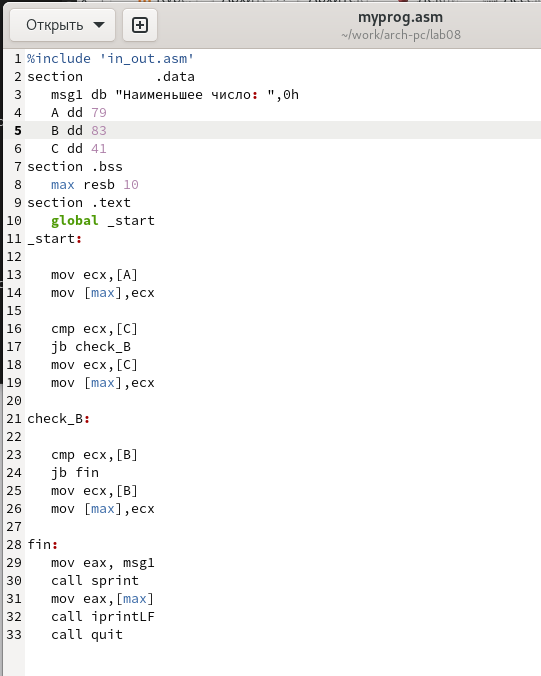 Открыть
myprog.asm
~/work/arch-pc/lab08
1 %include 'in_out.asm'
2 section         .data
3    msg1 db "Наименьшее число: ",0h
4    A dd 79
5    B dd 83
6    C dd 41
7 section .bss
8    max resb 10
9 section .text
10    global _start
11 _start:
12
13    mov ecx,[A]
14    mov [max],ecx
15
16    cmp ecx,[C]
17    jb check_B
18    mov ecx,[C]
19    mov [max],ecx
20
21 check_B:
22
23    cmp ecx,[B]
24    jb fin
25    mov ecx,[B]
26    mov [max],ecx
27
28 fin:
29    mov eax, msg1
30    call sprint
31    mov eax,[max]
32    call iprintLF
33    call quit